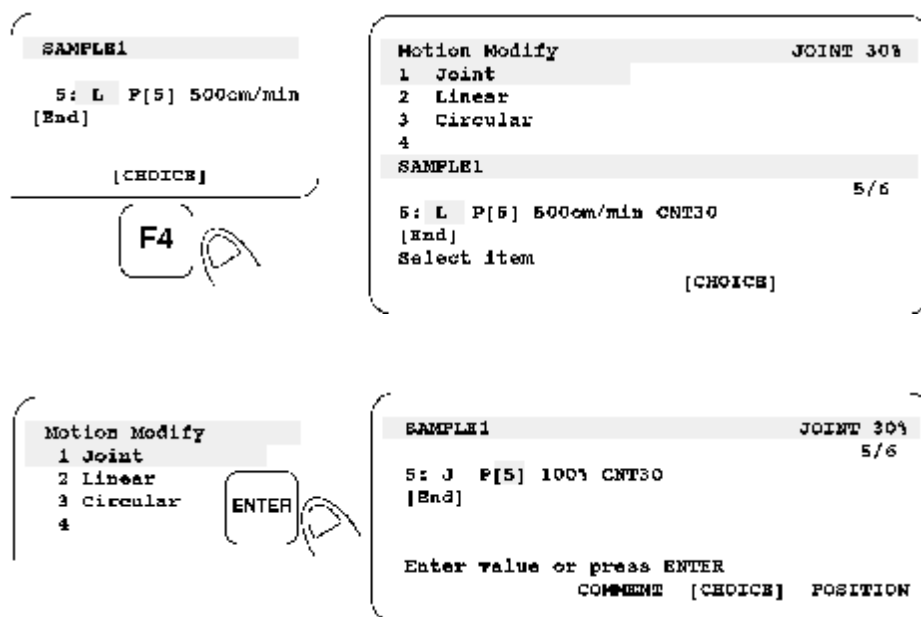 SAMPLE1
5: L P[5] 500cm/min
[End]
[CHOICE]
F4
Motion Modify JOINT 30%
1 Joint
2 Linear
3 Circular
4
SAMPLE1
5/6
5: L P[5] 500cm/min CNT30
[End]
Select item
[CHOICE]
Motion Modify
1 Joint
2 Linear
3 Circular
4
ENTER
SAMPLE1 JOINT 30%
5/6
5: J P[5] 100% CNT30
[End]
Enter value or press ENTER
COMMENT [CHOICE] POSITION